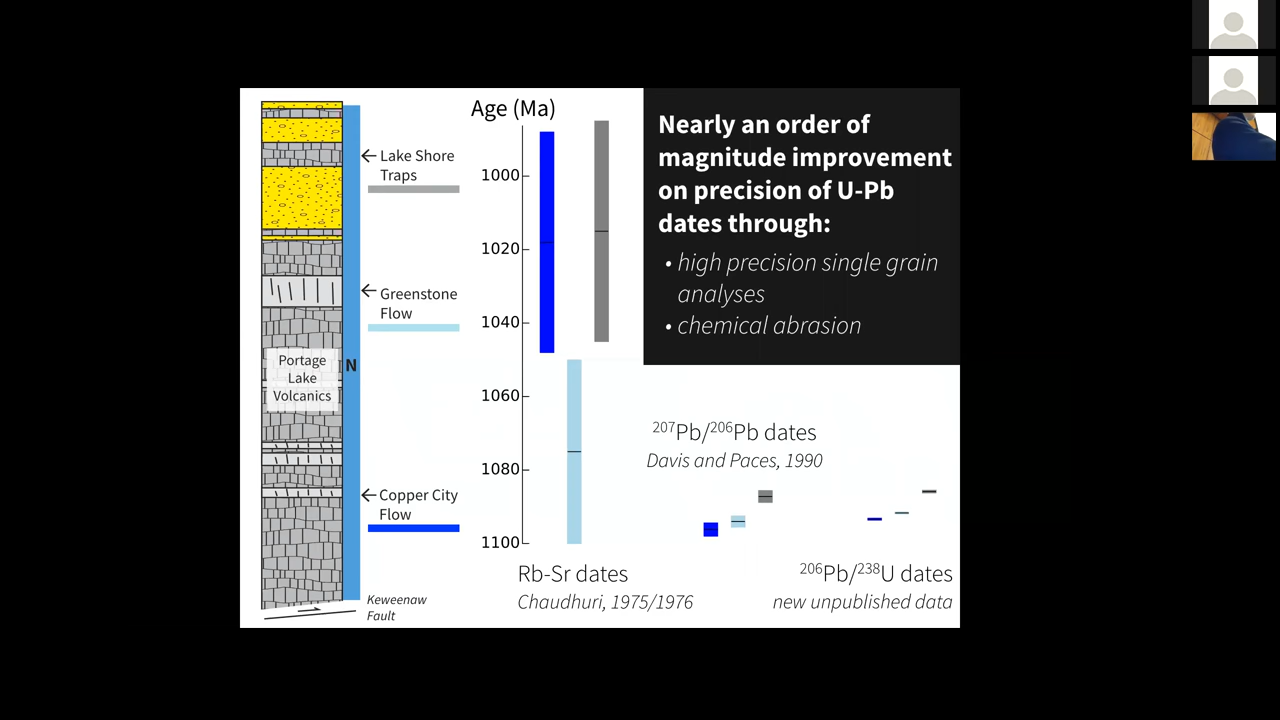 Age (Ma)
Nearly an order of
magnitude improvement
on precision of U-Pb
dates through:
• high precision single grain
analyses
• chemical abrasion
← Lake Shore
Traps
← Greenstone
Flow
Portage
Lake
Volcanics
N
← Copper City
Flow
Keweenaw
Fault
1000
1020
1040
1060
1080
1100
Rb-Sr dates
Chaudhuri, 1975/1976
²⁰⁷Pb/²⁰⁶Pb dates
Davis and Paces, 1990
²⁰⁶Pb/²³⁸U dates
new unpublished data